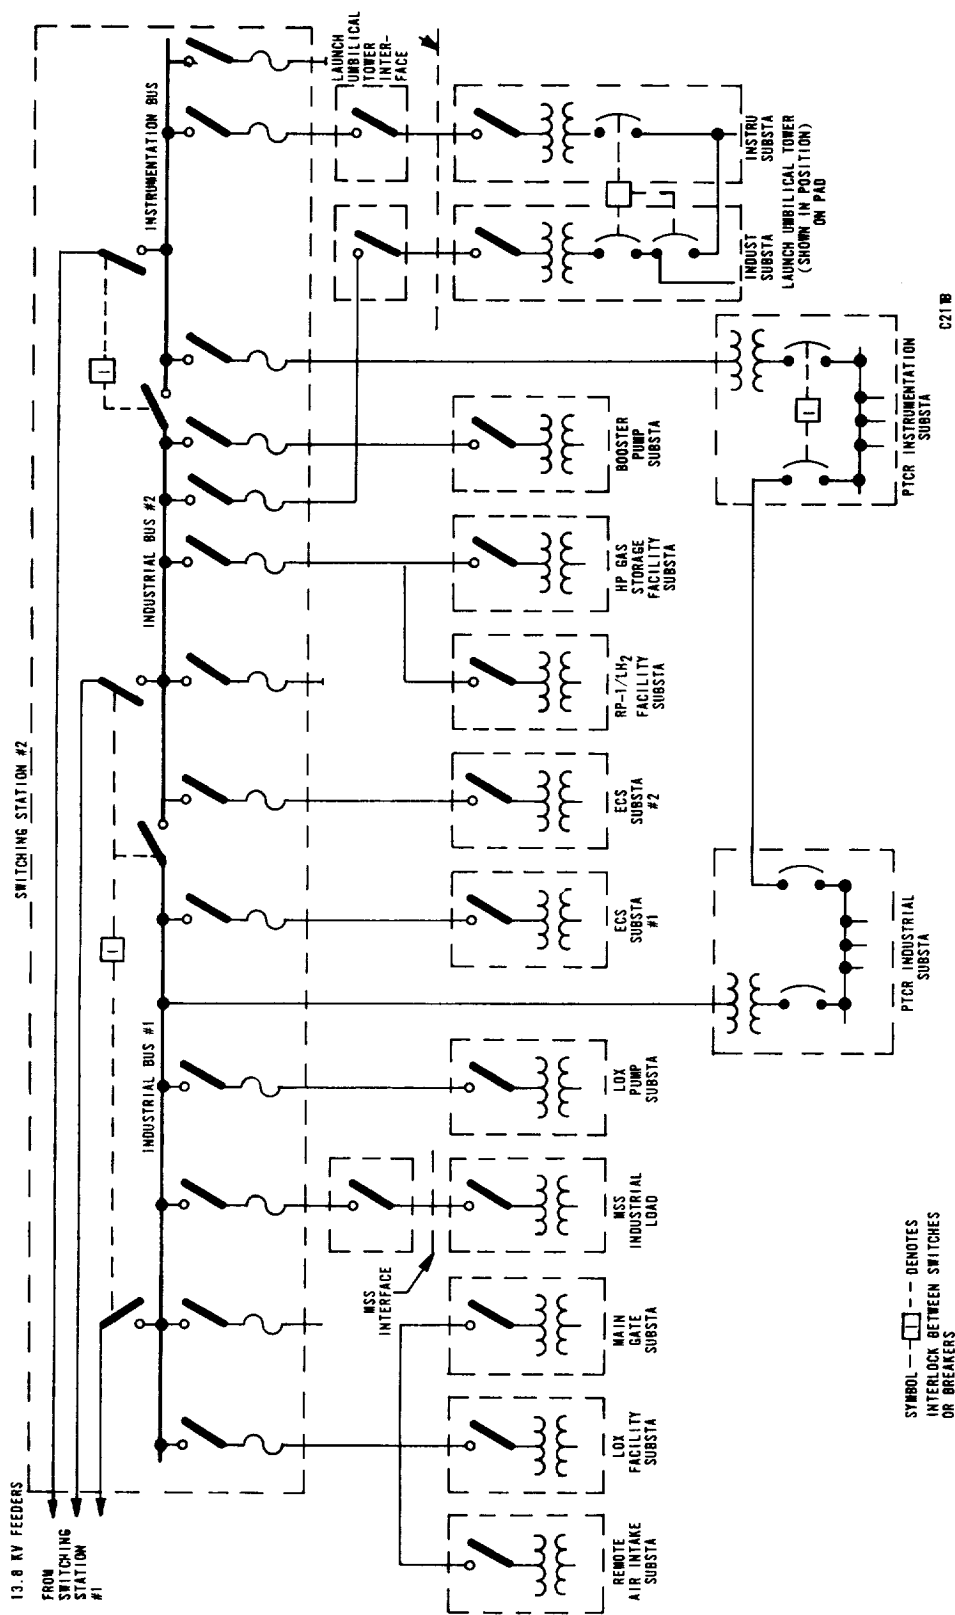 13.8 KV FEEDERS
FROM
SWITCHING
STATION
#1
SWITCHING STATION #2
INDUSTRIAL BUS #1
INDUSTRIAL BUS #2
INSTRUMENTATION BUS
I
I
LAUNCH
UMBILICAL
TOWER
INTER-
FACE
MSS
INTERFACE
REMOTE
AIR INTAKE
SUBSTA
LOX
FACILITY
SUBSTA
MAIN
GATE
SUBSTA
MSS
INDUSTRIAL
LOAD
LOX
PUMP
SUBSTA
ECS
SUBSTA
#1
ECS
SUBSTA
#2
RP-1/LH2
FACILITY
SUBSTA
HP GAS
STORAGE
FACILITY
SUBSTA
BOOSTER
PUMP
SUBSTA
INDUST
SUBSTA
INSTRU
SUBSTA
I
LAUNCH UMBILICAL TOWER
(SHOWN IN POSITION
ON PAD
PTCR INDUSTRIAL
SUBSTA
I
PTCR INSTRUMENTATION
SUBSTA
SYMBOL --I-- DENOTES
INTERLOCK BETWEEN SWITCHES
OR BREAKERS
C211B